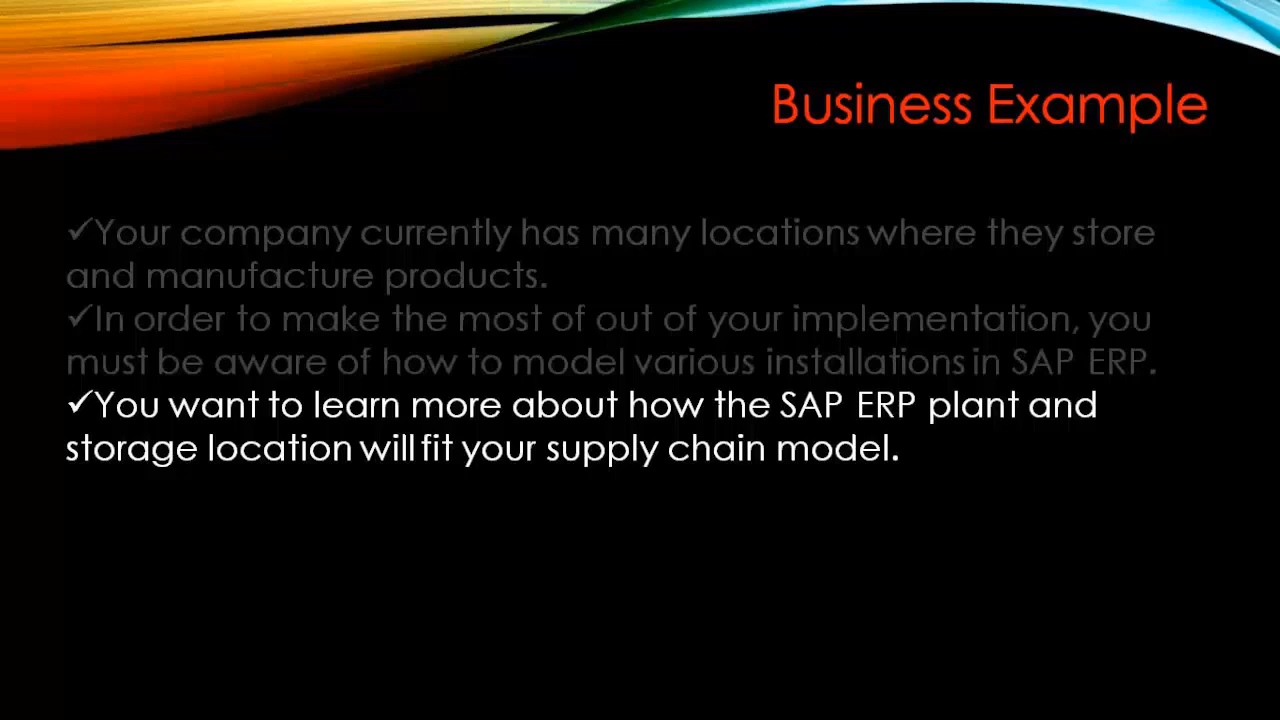 Business Example
✓Your company currently has many locations where they store
and manufacture products.
✓In order to make the most of out of your implementation, you
must be aware of how to model various installations in SAP ERP.
✓You want to learn more about how the SAP ERP plant and
storage location will fit your supply chain model.